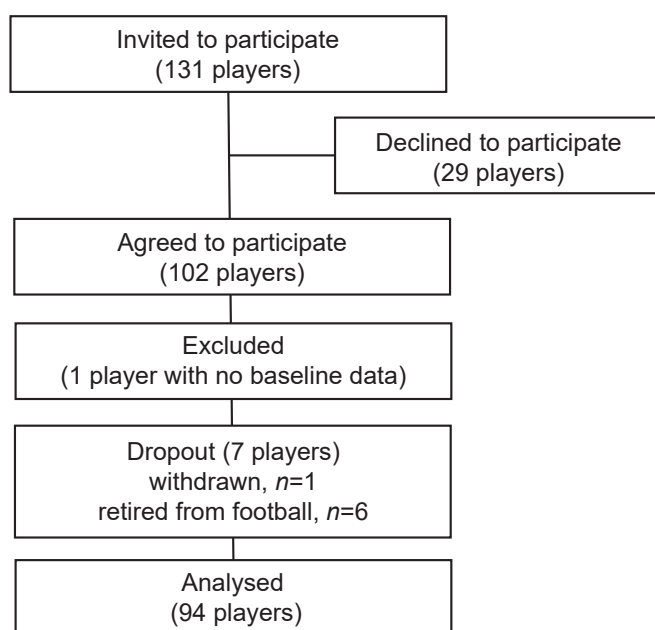 Invited to participate
(131 players)
Declined to participate
(29 players)
Agreed to participate
(102 players)
Excluded
(1 player with no baseline data)
Dropout (7 players)
withdrawn, n=1
retired from football, n=6
Analysed
(94 players)